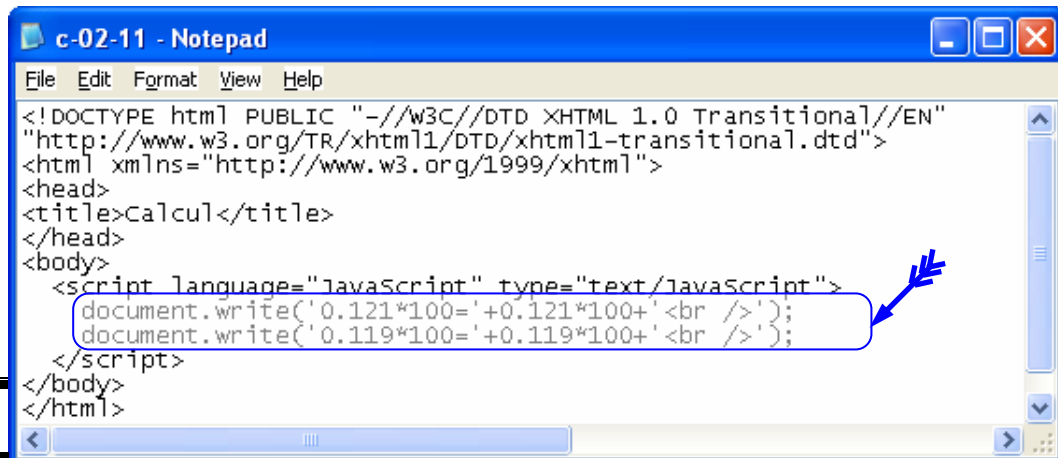 c-02-11 - Notepad
File Edit Format View Help
<!DOCTYPE html PUBLIC "-//W3C//DTD XHTML 1.0 Transitional//EN"
"http://www.w3.org/TR/xhtml1/DTD/xhtml1-transitional.dtd">
<html xmlns="http://www.w3.org/1999/xhtml">
<head>
<title>Calcul</title>
</head>
<body>
<script language="JavaScript" type="text/JavaScript">
document.write('0.121*100='+0.121*100+'<br />');
document.write('0.119*100='+0.119*100+'<br />');
</script>
</body>
</html>